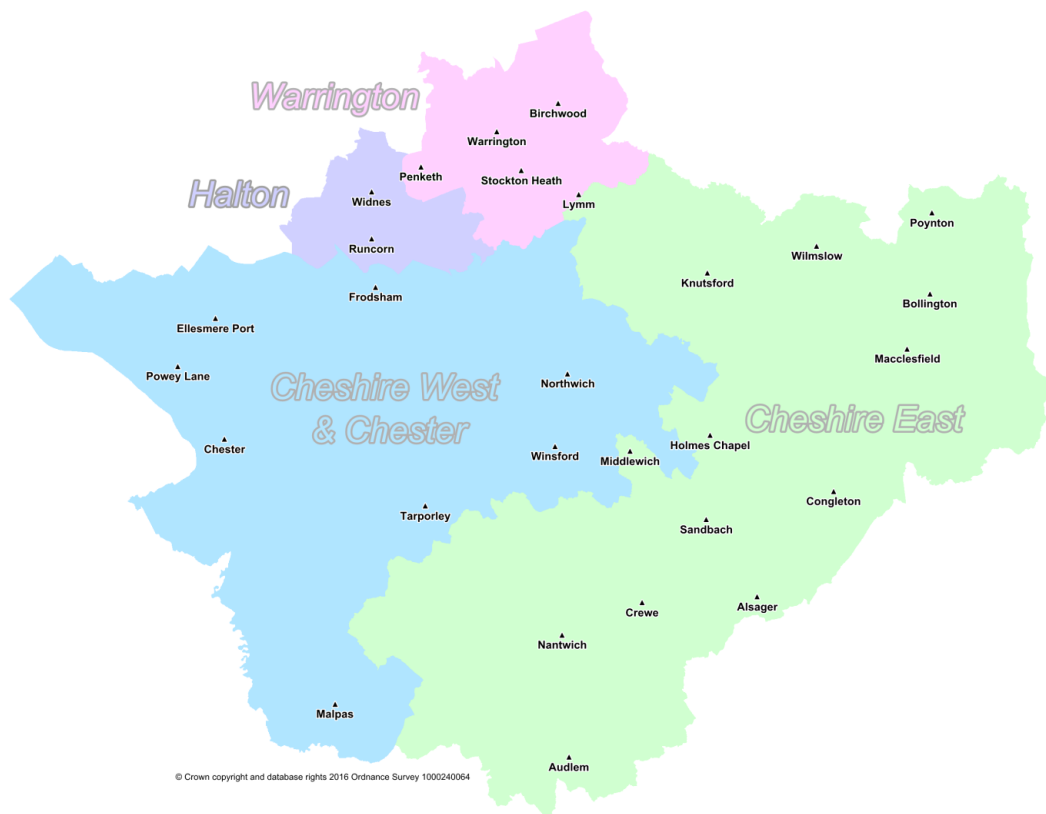 Warrington
Birchwood
Warrington
Penketh
Stockton Heath
Halton
Widnes
Lymm
Poynton
Runcorn
Wilmslow
Knutsford
Frodsham
Bollington
Ellesmere Port
Macclesfield
Powey Lane
Northwich
Cheshire West
& Chester
Cheshire East
Chester
Holmes Chapel
Winsford
Middlewich
Congleton
Tarporley
Sandbach
Crewe
Alsager
Nantwich
Malpas
Audlem
© Crown copyright and database rights 2016 Ordnance Survey 1000240064